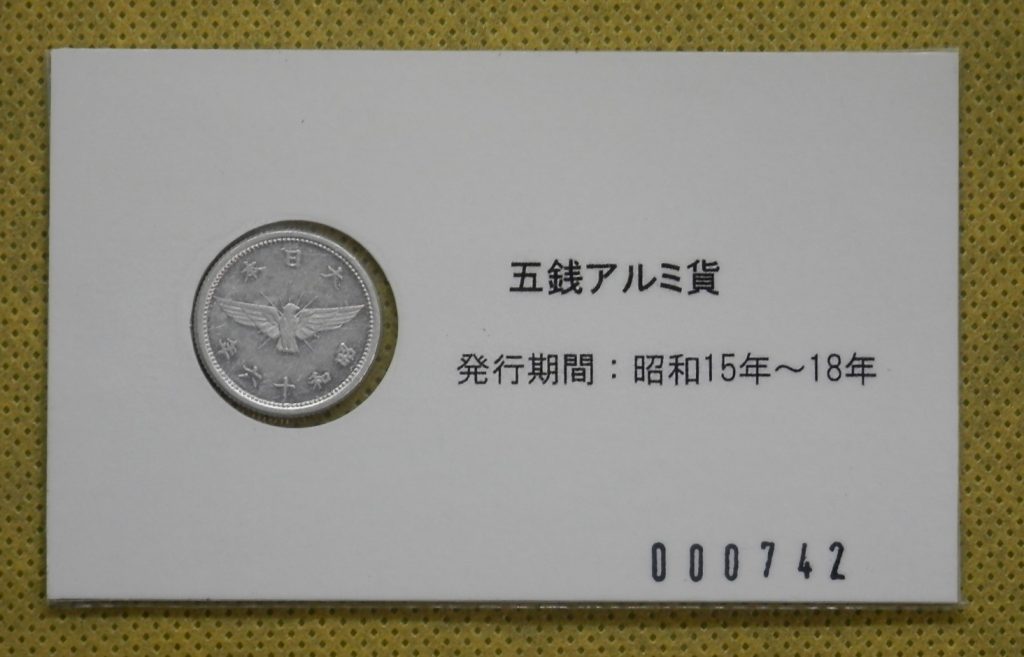 大日本
昭和十六年
五銭アルミ貨
発行期間：昭和15年～18年
000742